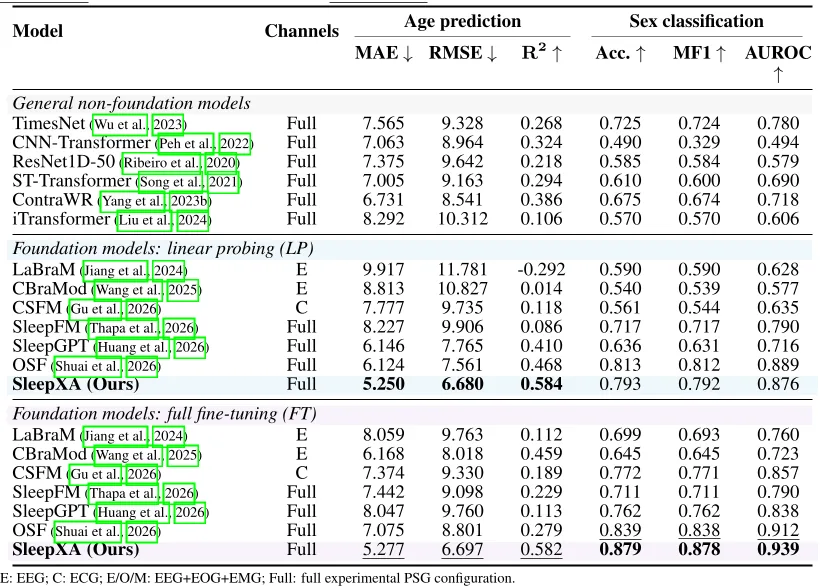 Model Channels Age prediction Sex classification
MAE ↓ RMSE ↓ R² ↑ Acc. ↑ MF1 ↑ AUROC ↑
General non-foundation models
TimesNet (Wu et al., 2023) Full 7.565 9.328 0.268 0.725 0.724 0.780
CNN-Transformer (Peh et al., 2022) Full 7.063 8.964 0.324 0.490 0.329 0.494
ResNet1D-50 (Ribeiro et al., 2020) Full 7.375 9.642 0.218 0.585 0.584 0.579
ST-Transformer (Song et al., 2021) Full 7.005 9.163 0.294 0.610 0.600 0.690
ContraWR (Yang et al., 2023b) Full 6.731 8.541 0.386 0.675 0.674 0.718
iTransformer (Liu et al., 2024) Full 8.292 10.312 0.106 0.570 0.570 0.606
Foundation models: linear probing (LP)
LaBraM (Jiang et al., 2024) E 9.917 11.781 -0.292 0.590 0.590 0.628
CBraMod (Wang et al., 2025) E 8.813 10.827 0.014 0.540 0.539 0.577
CSFM (Gu et al., 2026) C 7.777 9.735 0.118 0.561 0.544 0.635
SleepFM (Thapa et al., 2026) Full 8.227 9.906 0.086 0.717 0.717 0.790
SleepGPT (Huang et al., 2026) Full 6.146 7.765 0.410 0.636 0.631 0.716
OSF (Shuai et al., 2026) Full 6.124 7.561 0.468 0.813 0.812 0.889
SleepXA (Ours) Full 5.250 6.680 0.584 0.793 0.792 0.876
Foundation models: full fine-tuning (FT)
LaBraM (Jiang et al., 2024) E 8.059 9.763 0.112 0.699 0.693 0.760
CBraMod (Wang et al., 2025) E 6.168 8.018 0.459 0.645 0.645 0.723
CSFM (Gu et al., 2026) C 7.374 9.330 0.189 0.772 0.771 0.857
SleepFM (Thapa et al., 2026) Full 7.442 9.098 0.229 0.711 0.711 0.790
SleepGPT (Huang et al., 2026) Full 8.047 9.760 0.113 0.762 0.762 0.838
OSF (Shuai et al., 2026) Full 7.075 8.801 0.279 0.839 0.838 0.912
SleepXA (Ours) Full 5.277 6.697 0.582 0.879 0.878 0.939
E: EEG; C: ECG; E/O/M: EEG+EOG+EMG; Full: full experimental PSG configuration.